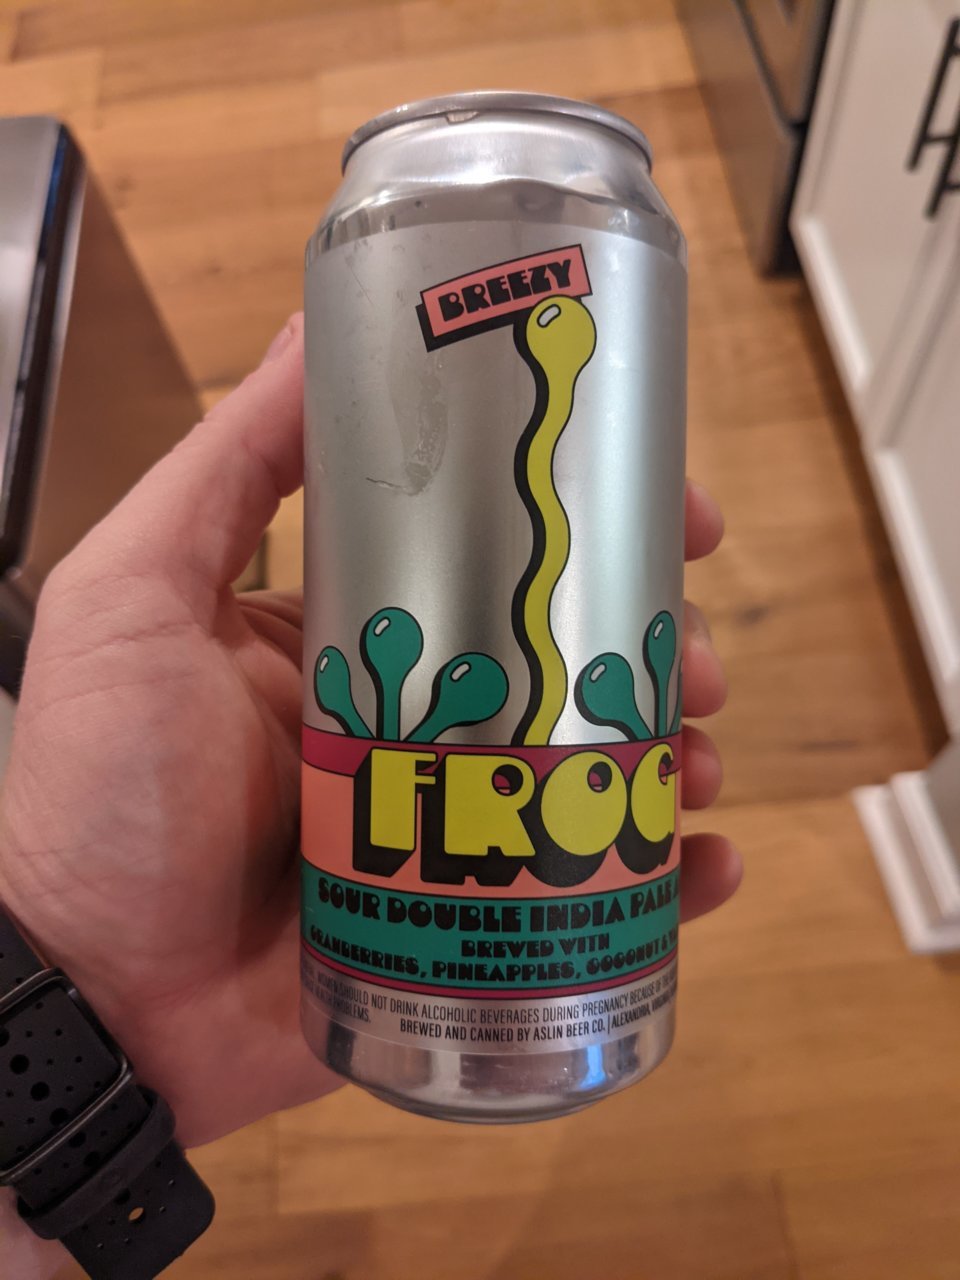 BREEZY
FROG
SOUR DOUBLE INDIA PALE
BREWED WITH
CRANBERRIES, PINEAPPLES, COCONUT &
WOMEN SHOULD NOT DRINK ALCOHOLIC BEVERAGES DURING PREGNANCY BECAUSE OF THE
PROBLEMS.
BREWED AND CANNED BY ASLIN BEER CO. | ALEXANDRIA,